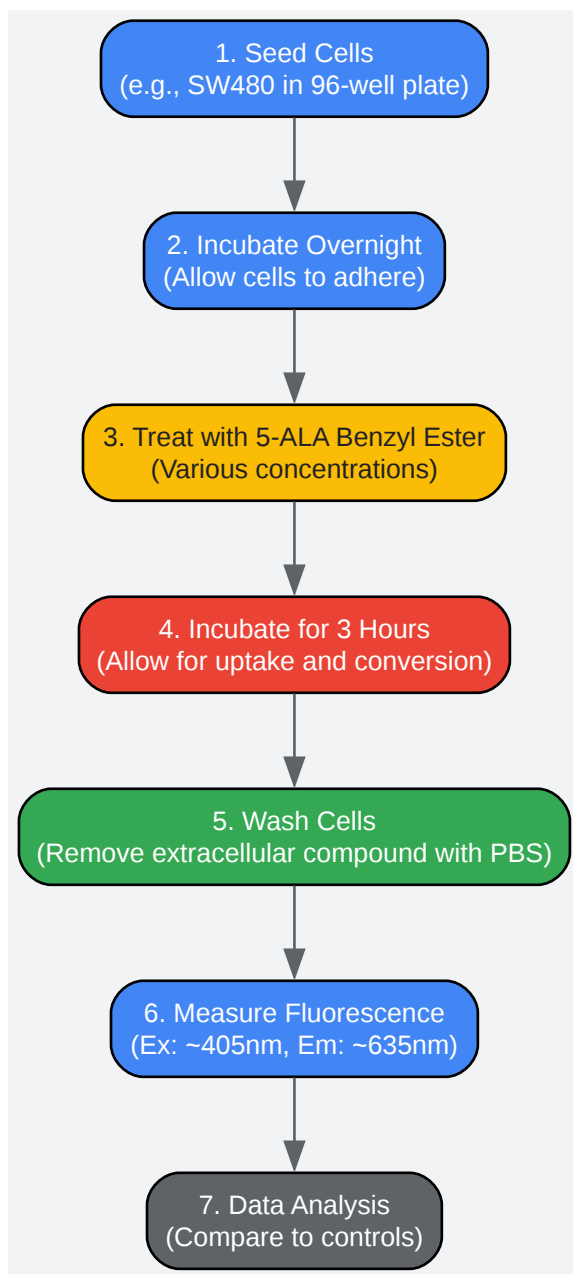 1. Seed Cells
(e.g., SW480 in 96-well plate)
2. Incubate Overnight
(Allow cells to adhere)
3. Treat with 5-ALA Benzyl Ester
(Various concentrations)
4. Incubate for 3 Hours
(Allow for uptake and conversion)
5. Wash Cells
(Remove extracellular compound with PBS)
6. Measure Fluorescence
(Ex: ~405nm, Em: ~635nm)
7. Data Analysis
(Compare to controls)